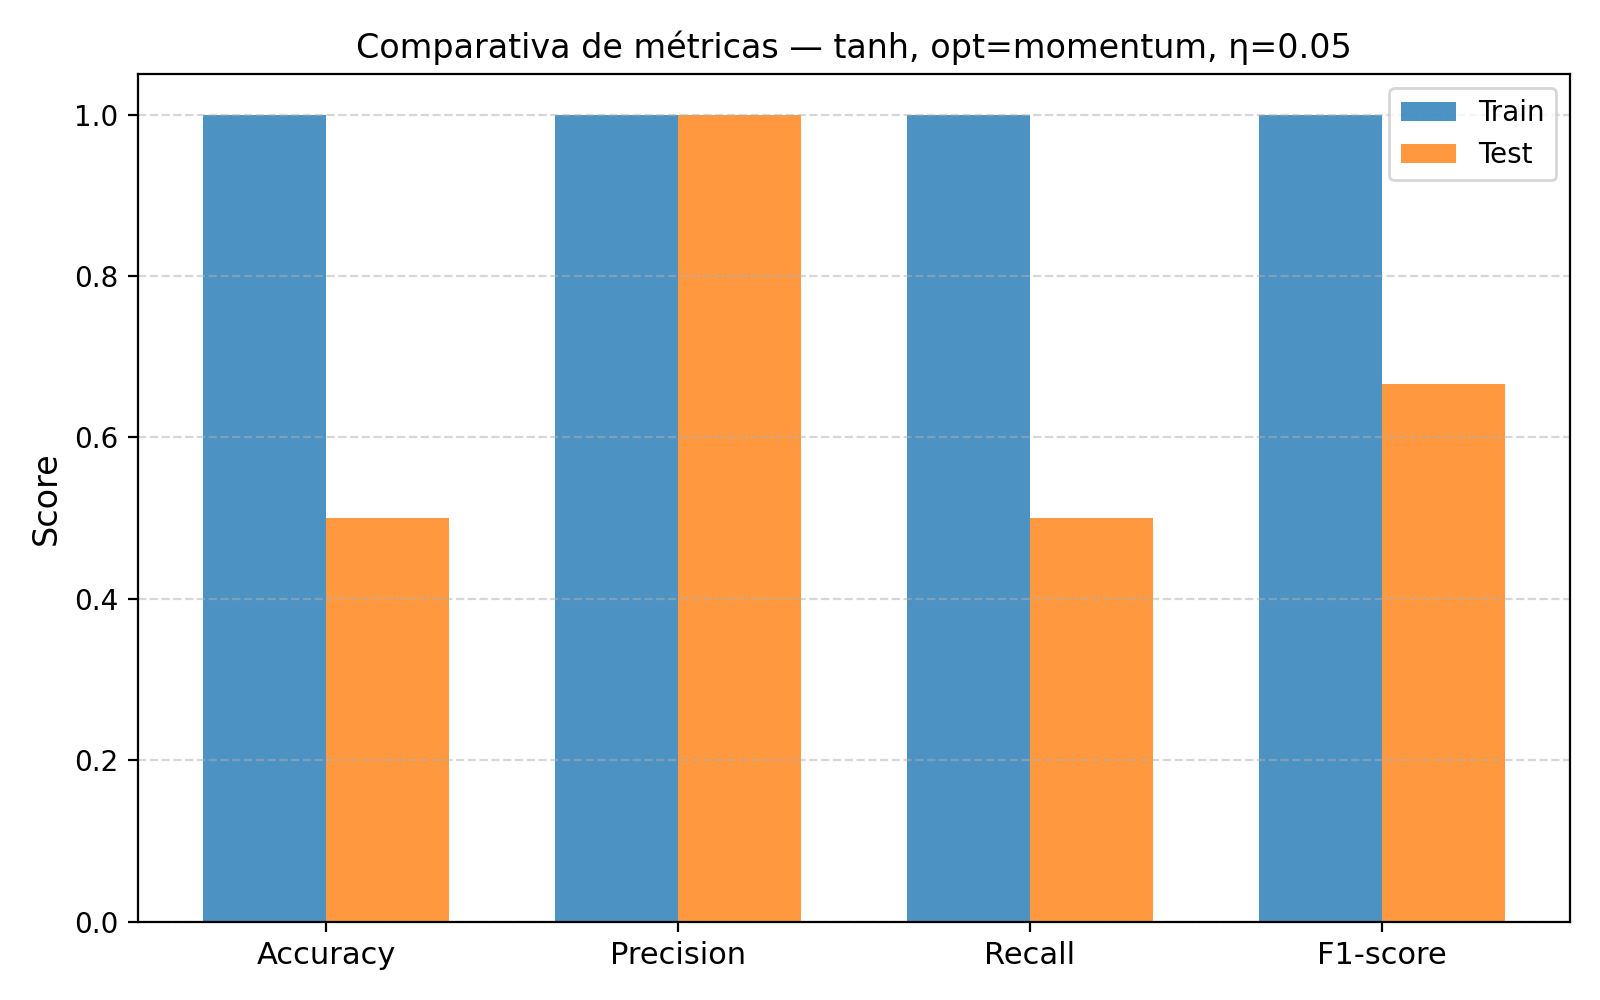 Comparativa de métricas — tanh, opt=momentum, η=0.05
Train
Test
Score
1.0
0.8
0.6
0.4
0.2
0.0
Accuracy
Precision
Recall
F1-score